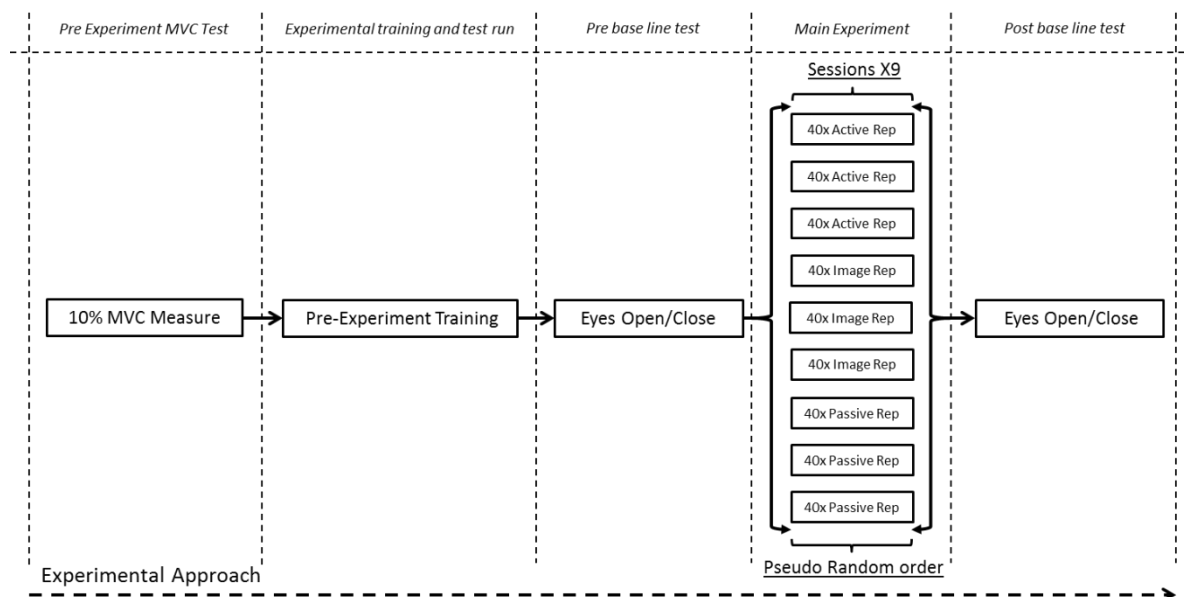 Pre Experiment MVC Test
Experimental training and test run
Pre base line test
Main Experiment
Post base line test
Sessions X9
40x Active Rep
40x Active Rep
40x Active Rep
40x Image Rep
40x Image Rep
40x Image Rep
40x Passive Rep
40x Passive Rep
40x Passive Rep
10% MVC Measure
Pre-Experiment Training
Eyes Open/Close
Eyes Open/Close
Pseudo Random order
Experimental Approach